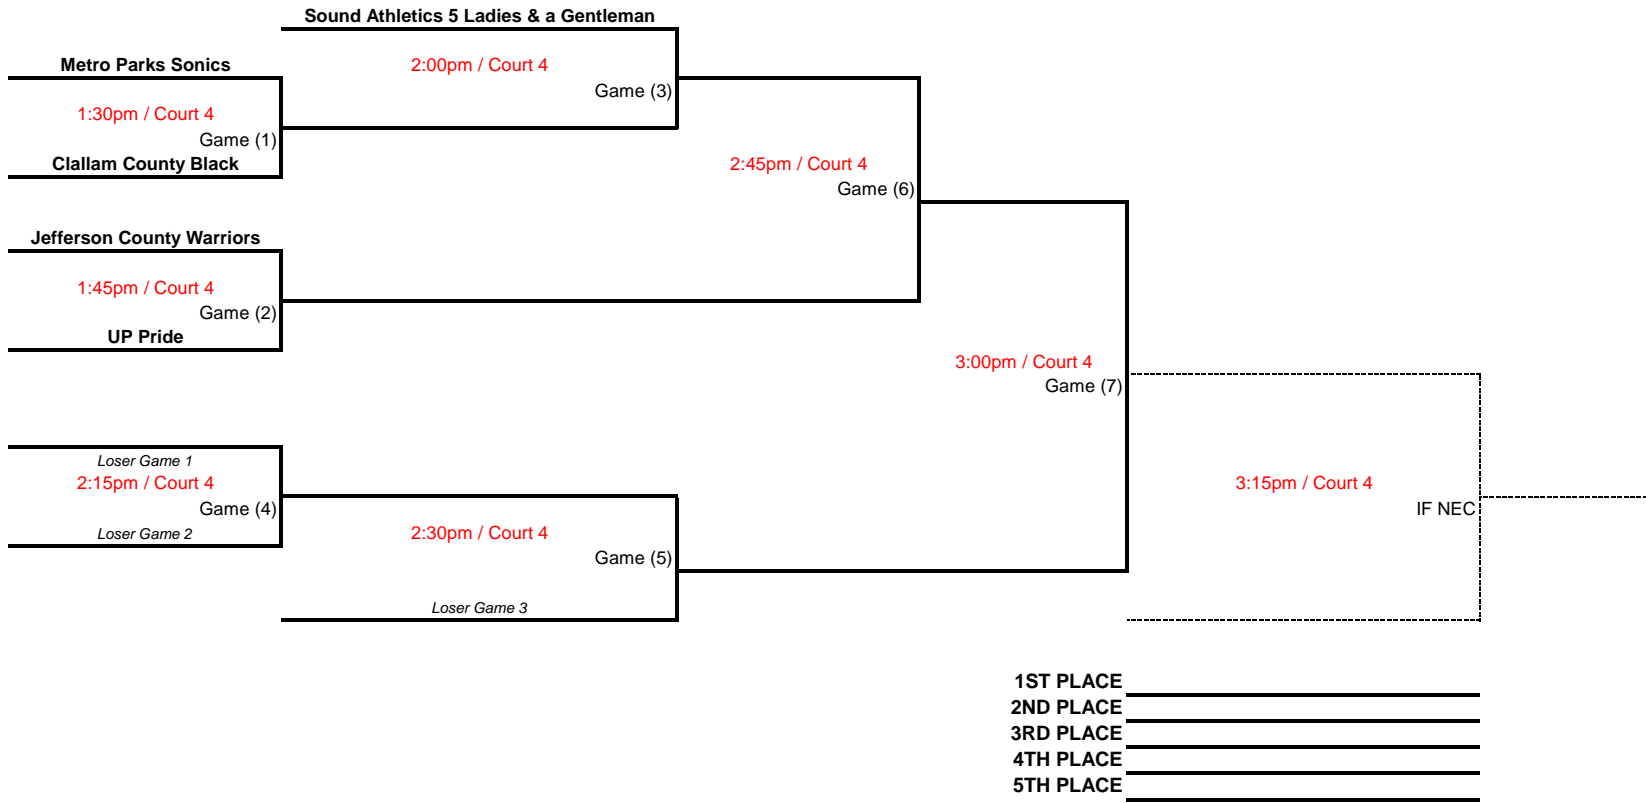 Sound Athletics 5 Ladies & a Gentleman
Metro Parks Sonics
2:00pm / Court 4
Game (3)
1:30pm / Court 4
Game (1)
Clallam County Black
2:45pm / Court 4
Game (6)
Jefferson County Warriors
1:45pm / Court 4
Game (2)
UP Pride
3:00pm / Court 4
Game (7)
Loser Game 1
2:15pm / Court 4
Game (4)
Loser Game 2
2:30pm / Court 4
Game (5)
Loser Game 3
3:15pm / Court 4
IF NEC
1ST PLACE
2ND PLACE
3RD PLACE
4TH PLACE
5TH PLACE